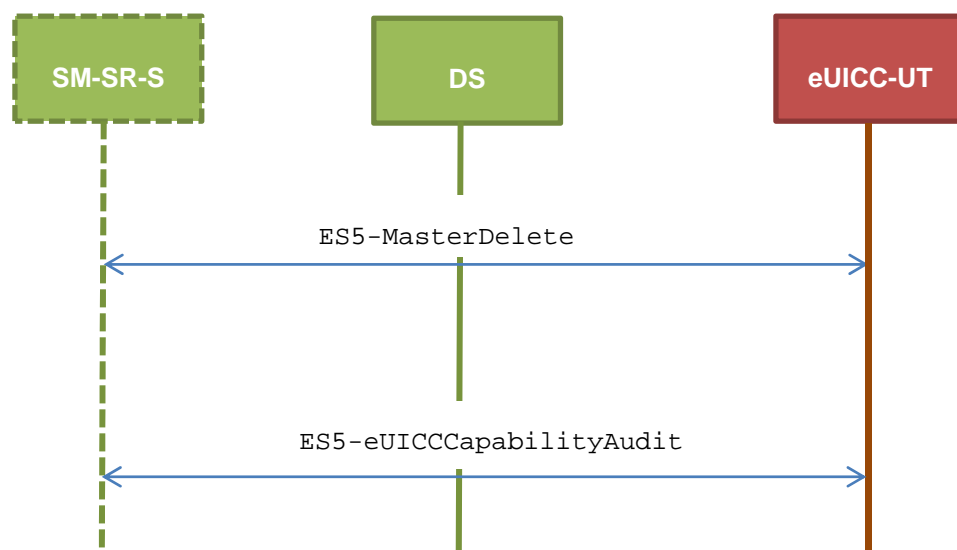 SM-SR-S
DS
eUICC-UT
ES5-MasterDelete
ES5-eUICCCapabilityAudit